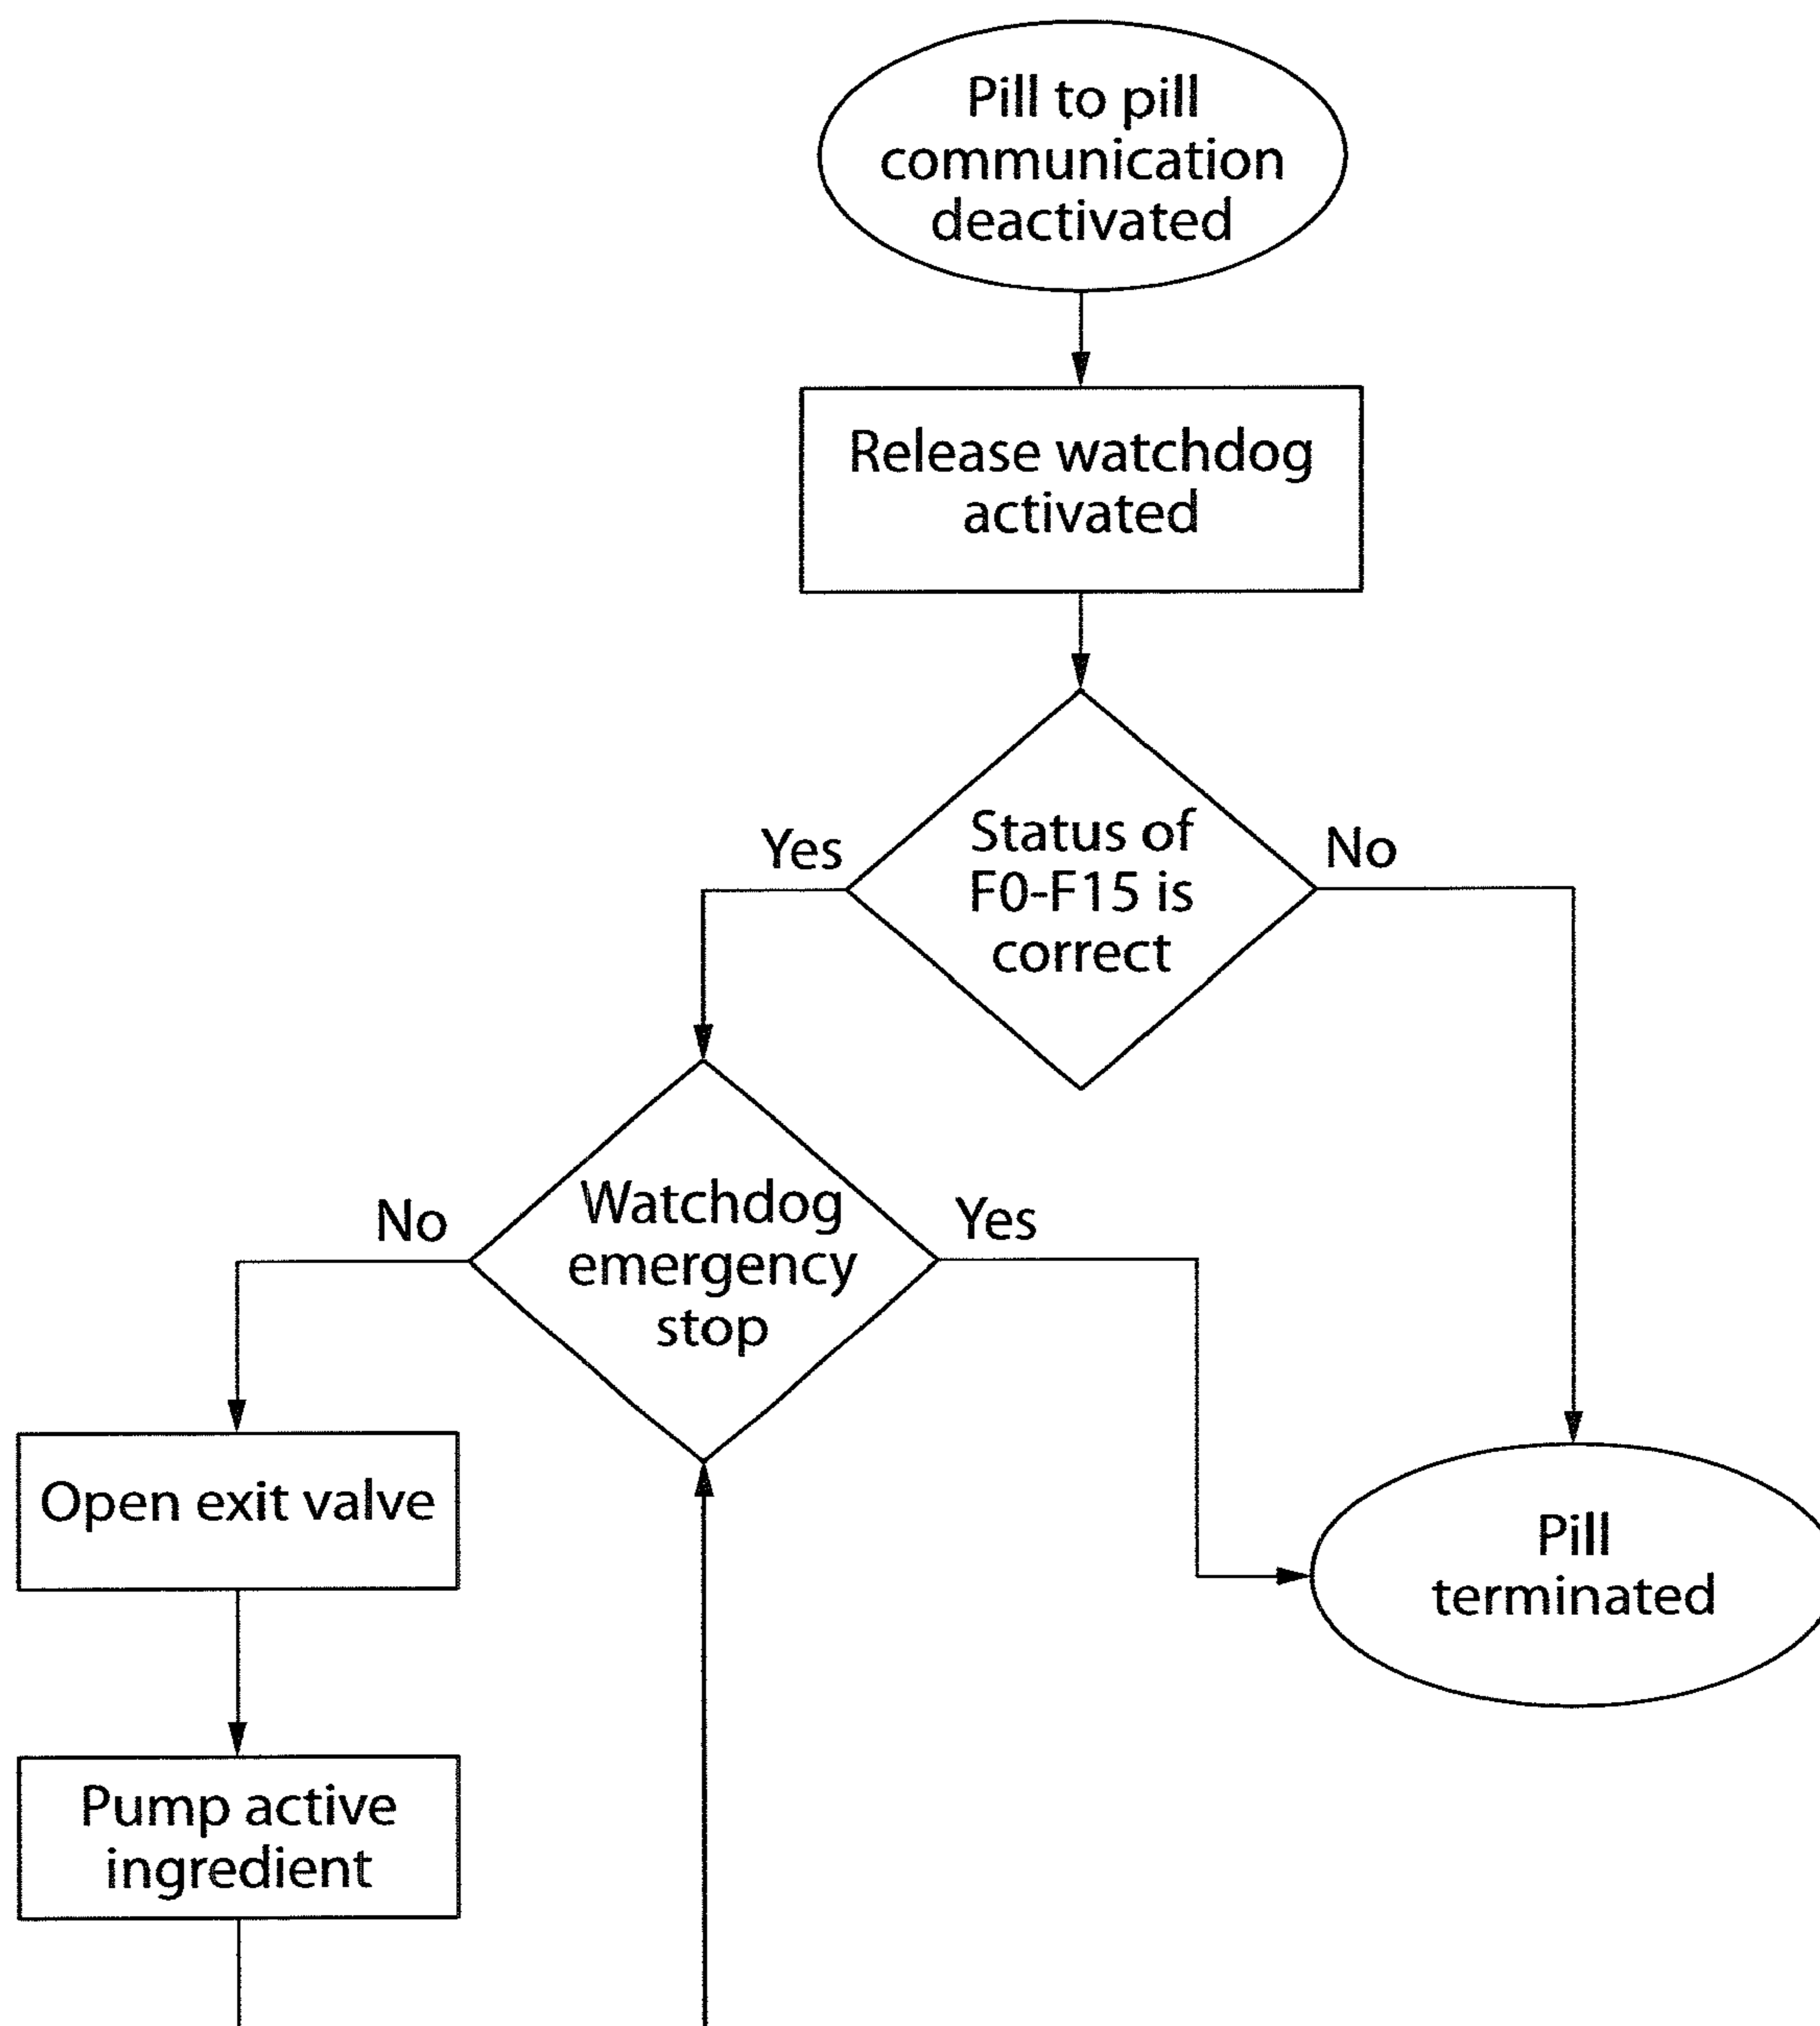 Pill to pill
communication
deactivated
Release watchdog
activated
Status of
F0-F15 is
correct
Yes
No
Watchdog
emergency
stop
No
Yes
Open exit valve
Pill
terminated
Pump active
ingredient